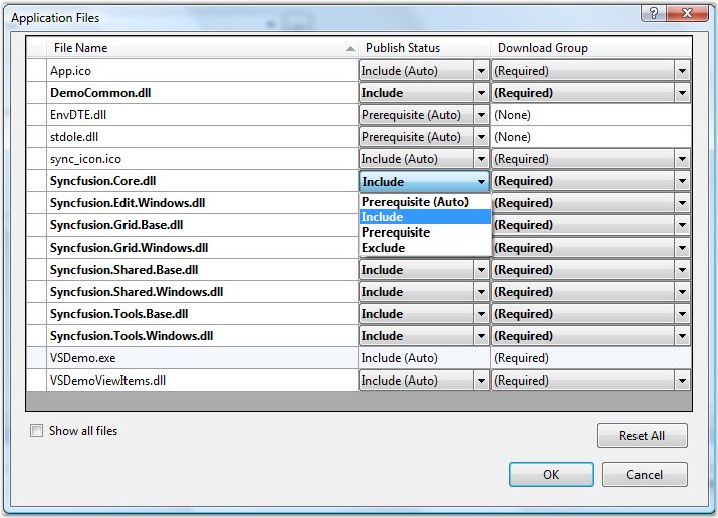 Application Files
File Name Publish Status Download Group
App.ico Include (Auto) (Required)
DemoCommon.dll Include (Required)
EnvDTE.dll Prerequisite (Auto) (None)
stdole.dll Prerequisite (Auto) (None)
sync_icon.ico Include (Auto) (Required)
Syncfusion.Core.dll Include (Required)
Syncfusion.Edit.Windows.dll Prerequisite (Auto) (Required)
Syncfusion.Grid.Base.dll Include (Required)
Syncfusion.Grid.Windows.dll Prerequisite (Required)
Exclude
Syncfusion.Shared.Base.dll Include (Required)
Syncfusion.Shared.Windows.dll Include (Required)
Syncfusion.Tools.Base.dll Include (Required)
Syncfusion.Tools.Windows.dll Include (Required)
VSDemo.exe Include (Auto) (Required)
VSDemoViewItems.dll Include (Auto) (Required)
Show all files
Reset All
OK Cancel